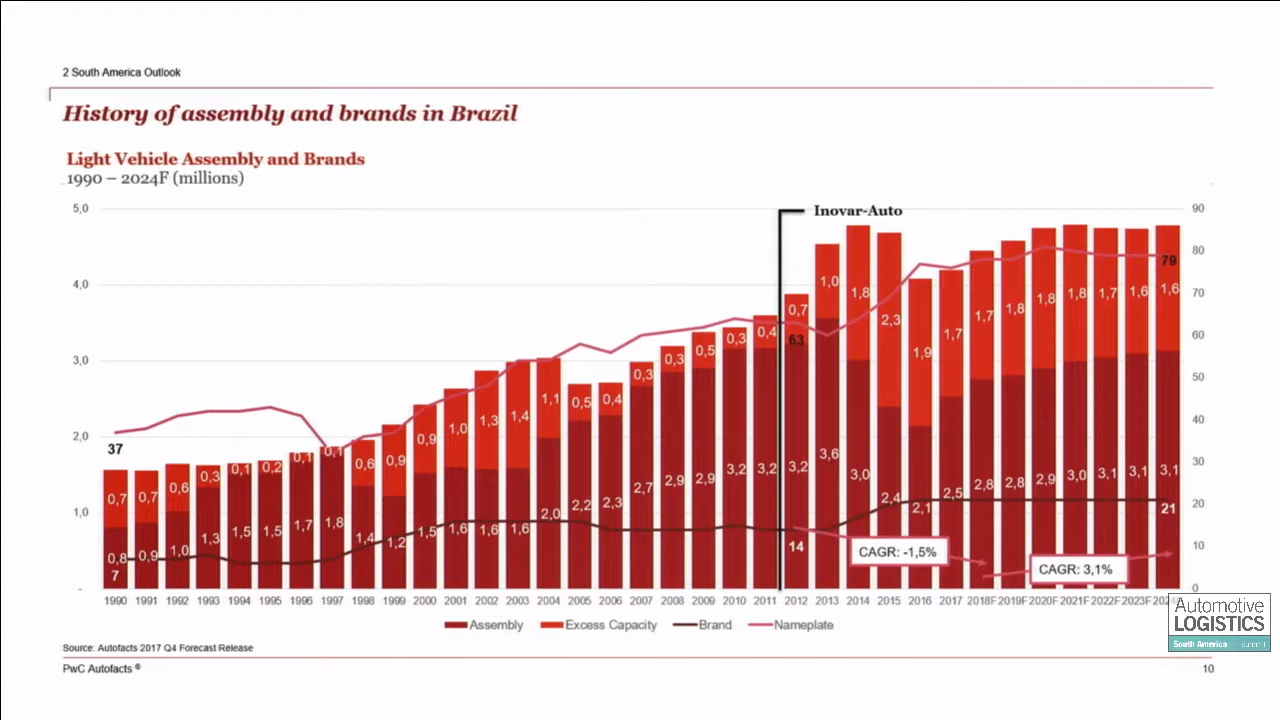 2 South America Outlook
History of assembly and brands in Brazil
Light Vehicle Assembly and Brands
1990 – 2024F (millions)
5,0 Inovar-Auto 90
80
4,0 70
60
3,0 50
40
2,0 30
20
1,0 10
- 0
37 63 79
0,7 0,7 0,6 0,3 0,1 0,2 0,1 0,1 0,6 0,9 0,9 1,0 1,3 1,4 1,1 0,5 0,4 0,3 0,3 0,5 0,3 0,4 0,7 1,0 1,8 2,3 1,9 1,7 1,7 1,8 1,8 1,8 1,7 1,6 1,6
0,8 0,9 1,0 1,3 1,5 1,5 1,7 1,8 1,4 1,2 1,5 1,6 1,6 1,6 2,0 2,2 2,3 2,7 2,9 2,9 3,2 3,2 3,2 3,6 3,0 2,4 2,1 2,5 2,8 2,8 2,9 3,0 3,1 3,1 3,1
7 14 21
CAGR: -1,5%
CAGR: 3,1%
1990 1991 1992 1993 1994 1995 1996 1997 1998 1999 2000 2001 2002 2003 2004 2005 2006 2007 2008 2009 2010 2011 2012 2013 2014 2015 2016 2017 2018F 2019F 2020F 2021F 2022F 2023F 2024F
Assembly Excess Capacity Brand Nameplate
Automotive
LOGISTICS
South America summit
Source: Autofacts 2017 Q4 Forecast Release
PwC Autofacts ® 10